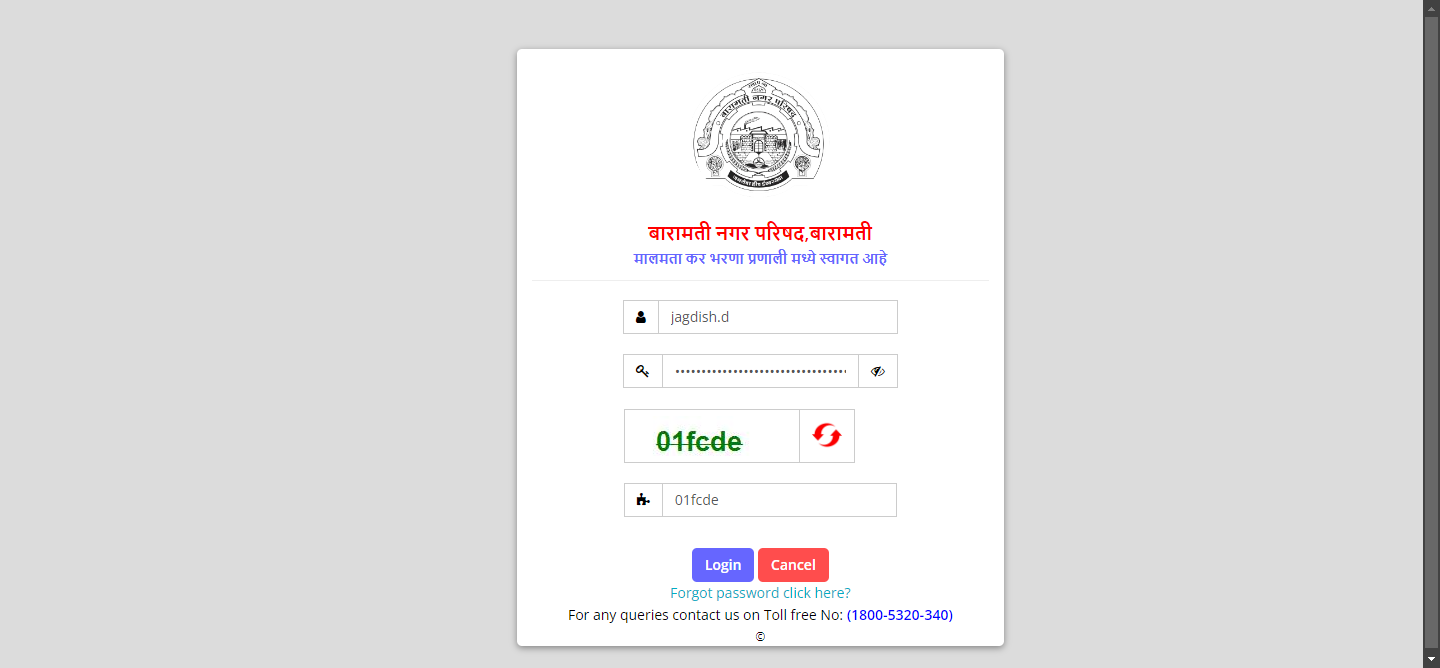 बारामती नगर परिषद
बारामती नगर परिषद,बारामती
मालमता कर भरणा प्रणाली मध्ये स्वागत आहे
jagdish.d
01fcde
01fcde
Login Cancel
Forgot password click here?
For any queries contact us on Toll free No: (1800-5320-340)
©